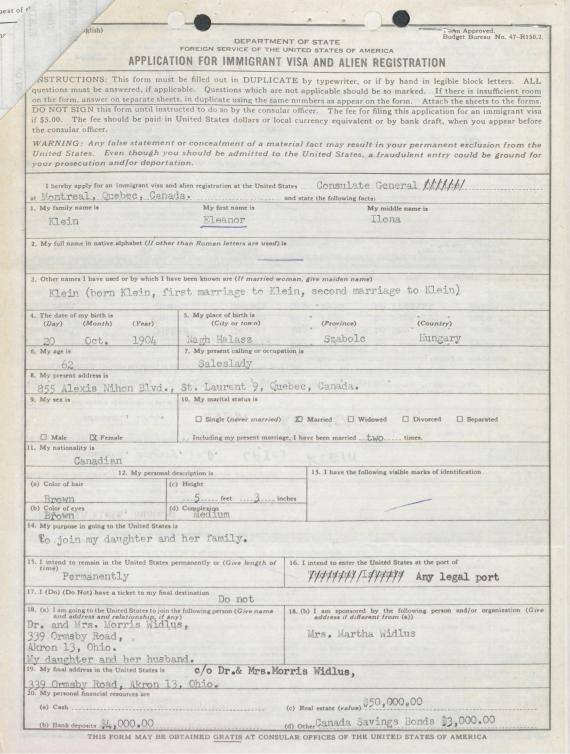 Form Approved.
Budget Bureau No. 47-R150.2.
DEPARTMENT OF STATE
FOREIGN SERVICE OF THE UNITED STATES OF AMERICA
APPLICATION FOR IMMIGRANT VISA AND ALIEN REGISTRATION
INSTRUCTIONS: This form must be filled out in DUPLICATE by typewriter, or if by hand in legible block letters. ALL
questions must be answered, if applicable. Questions which are not applicable should be so marked. If there is insufficient room
on the form, answer on separate sheets, in duplicate using the same numbers as appear on the form. Attach the sheets to the forms.
DO NOT SIGN this form until instructed to do so by the consular officer. The fee for filing this application for an immigrant visa
if $5.00. The fee should be paid in United States dollars or local currency equivalent or by bank draft, when you appear before
the consular officer.
WARNING: Any false statement or concealment of a material fact may result in your permanent exclusion from the
United States. Even though you should be admitted to the United States, a fraudulent entry could be ground for
your prosecution and/or deportation.
I hereby apply for an immigrant visa and alien registration at the United States Consulate General
at Montreal, Quebec, Canada. and state the following facts:
1. My family name is My first name is My middle name is
Klein Eleanor Ilona
2. My full name in native alphabet (If other than Roman letters are used) is
3. Other names I have used or by which I have been known are (If married woman, give maiden name)
Klein (born Klein, first marriage to Klein, second marriage to Klein)
4. The date of my birth is 5. My place of birth is
(Day) (Month) (Year) (City or town) (Province) (Country)
20 Oct. 1904 Nagh Halasz Szabolc Hungary
6. My age is 7. My present calling or occupation is
62 Saleslady
8. My present address is
855 Alexis Nihon Blvd., St. Laurent 9, Quebec, Canada.
9. My sex is 10. My marital status is
☐ Single (never married) ☒ Married ☐ Widowed ☐ Divorced ☐ Separated
☐ Male ☒ Female Including my present marriage, I have been married two times.
11. My nationality is
Canadian
12. My personal description is 13. I have the following visible marks of identification
(a) Color of hair (c) Height
Brown 5 feet 3 inches
(b) Color of eyes (d) Complexion
Brown medium
14. My purpose in going to the United States is
To join my daughter and her family.
15. I intend to remain in the United States permanently or (Give length of time) 16. I intend to enter the United States at the port of
Permanently Any legal port
17. I (Do) (Do Not) have a ticket to my final destination
Do not
18. (a) I am going to the United States to join the following person (Give name and address and relationship, if any) 18. (b) I am sponsored by the following person and/or organization (Give address if different from (a))
Dr. and Mrs. Morris Widlus,
339 Ormsby Road, Mrs. Martha Widlus
Akron 13, Ohio.
My daughter and her husband.
19. My final address in the United States is c/o Dr.& Mrs.Morris Widlus,
339 Ormsby Road, Akron 13, Ohio.
20. My personal financial resources are
(a) Cash (c) Real estate (value) $50,000.00
(b) Bank deposits $4,000.00 (d) Other Canada Savings Bonds $3,000.00
THIS FORM MAY BE OBTAINED GRATIS AT CONSULAR OFFICES OF THE UNITED STATES OF AMERICA